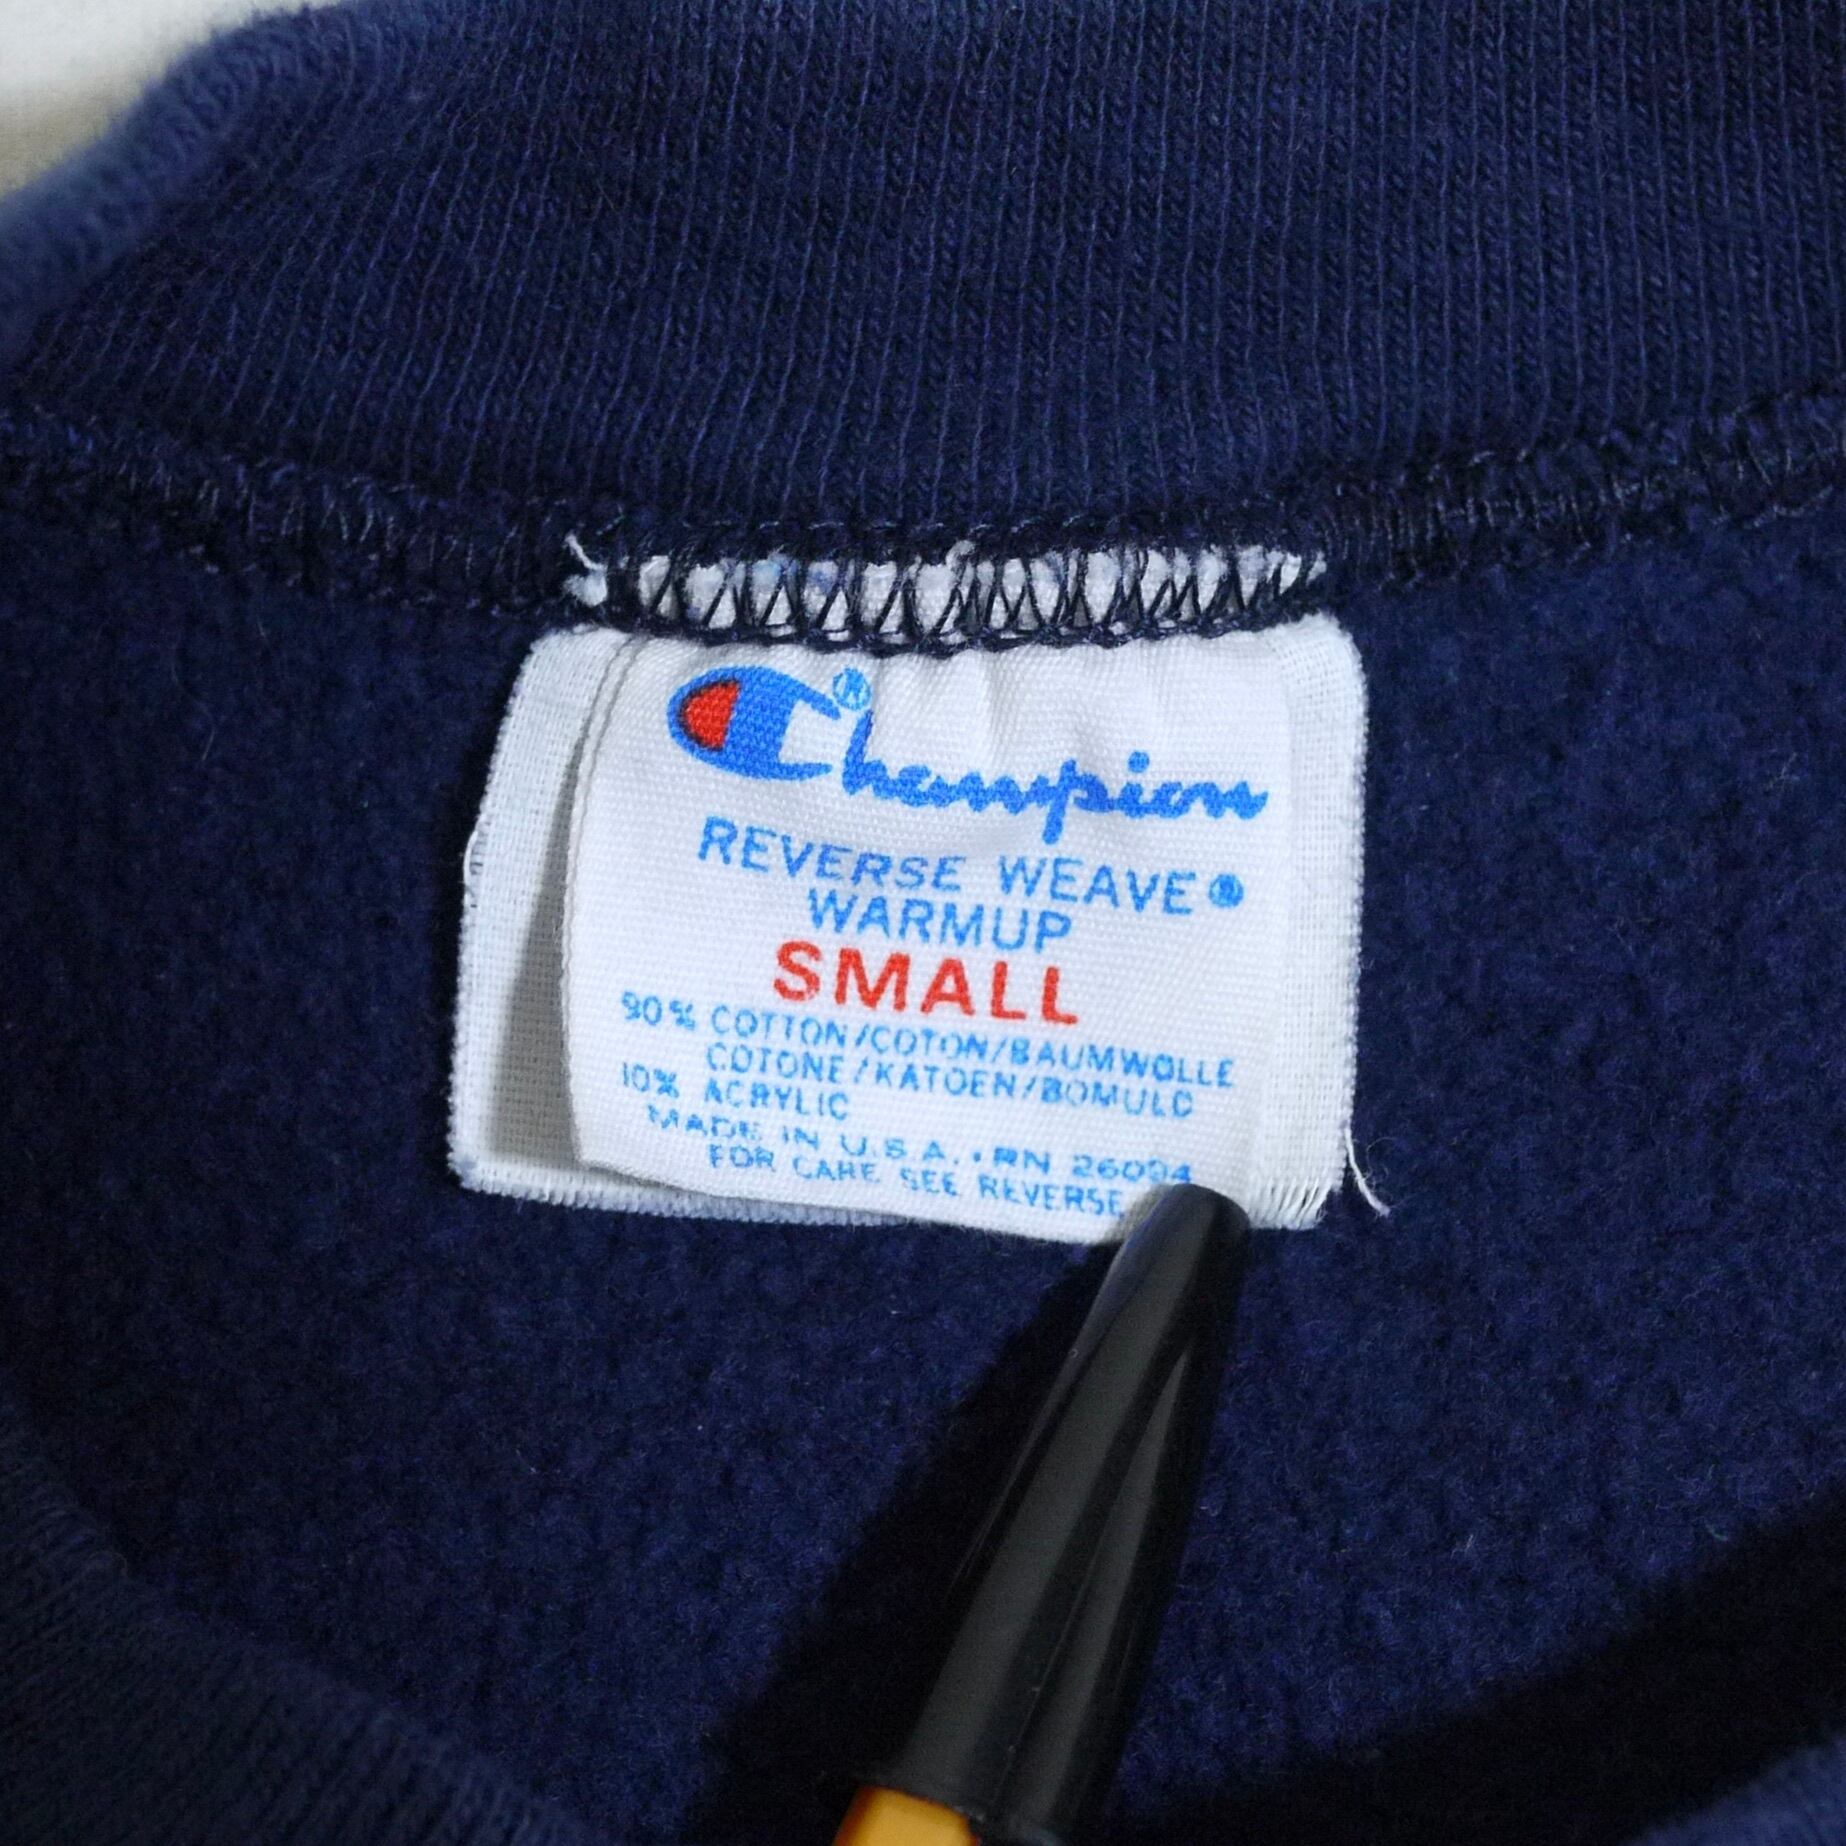 Champion®
REVERSE WEAVE®
WARMUP
SMALL
90% COTTON/COTON/BAUMWOLLE
COTONE/KATOEN/BOMULD
10% ACRYLIC
MADE IN U.S.A. • RN 26094
FOR CARE SEE REVERSE